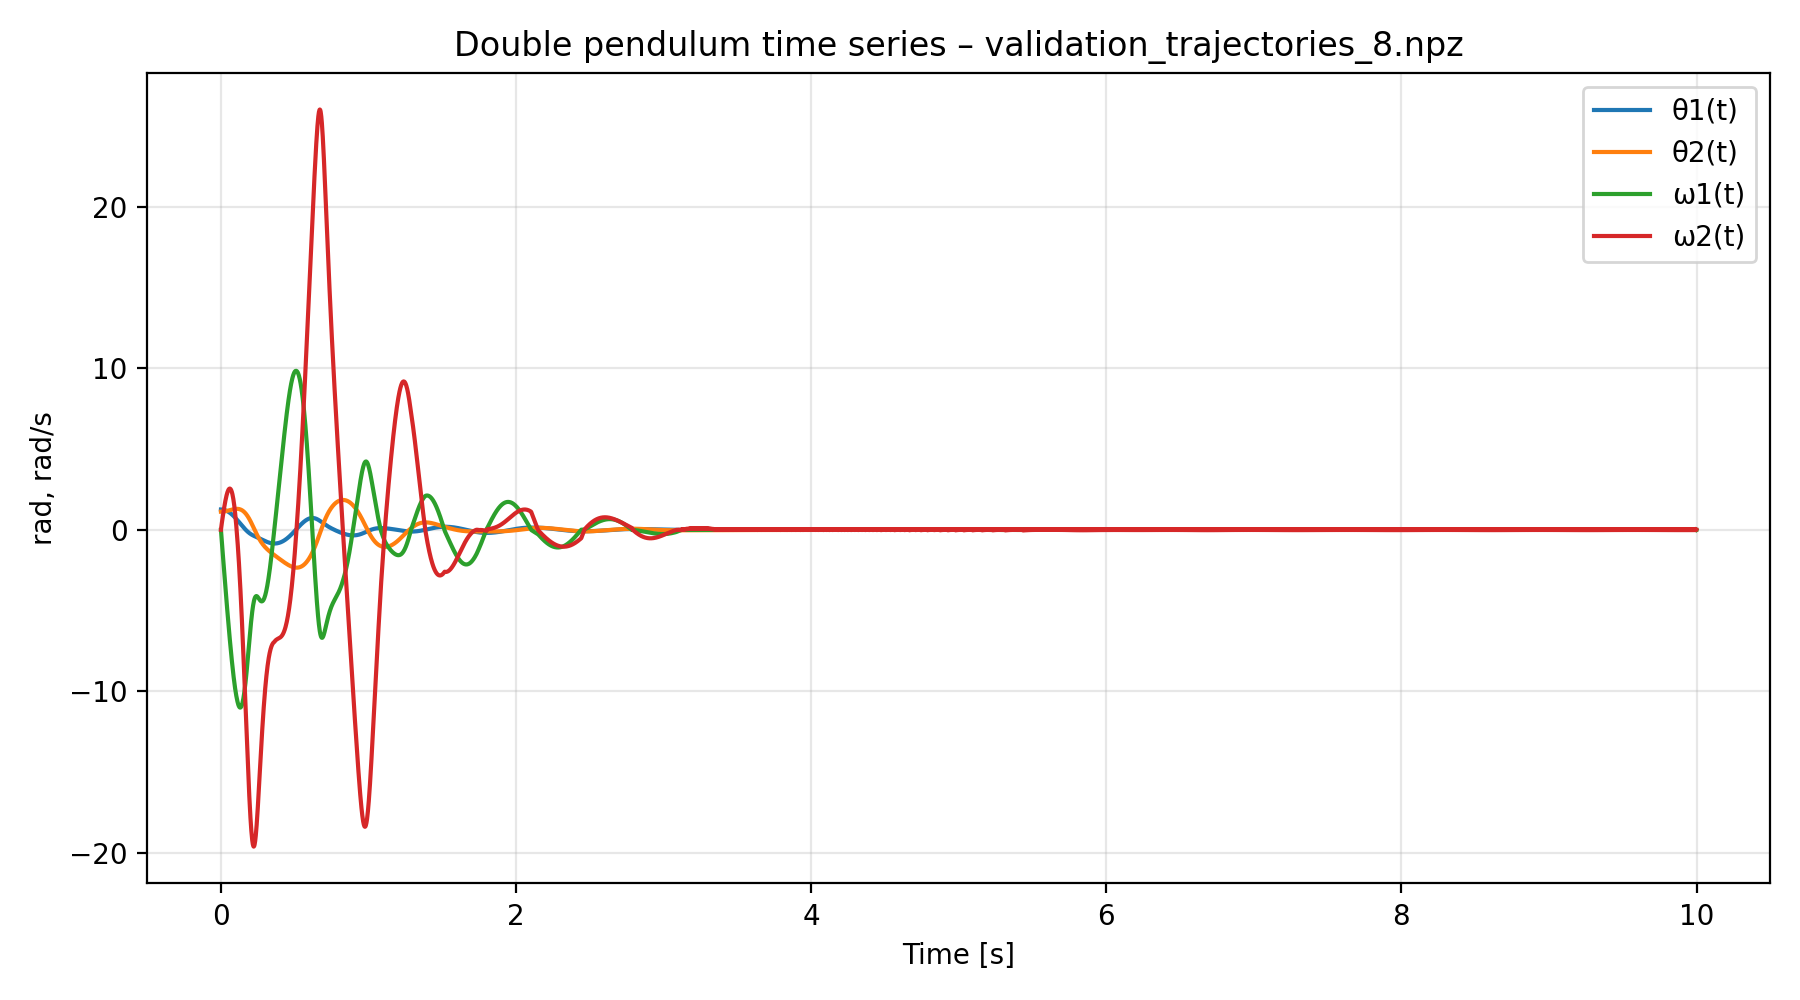 Double pendulum time series – validation_trajectories_8.npz
θ1(t)
θ2(t)
ω1(t)
ω2(t)
rad, rad/s
20
10
0
−10
−20
0 2 4 6 8 10
Time [s]